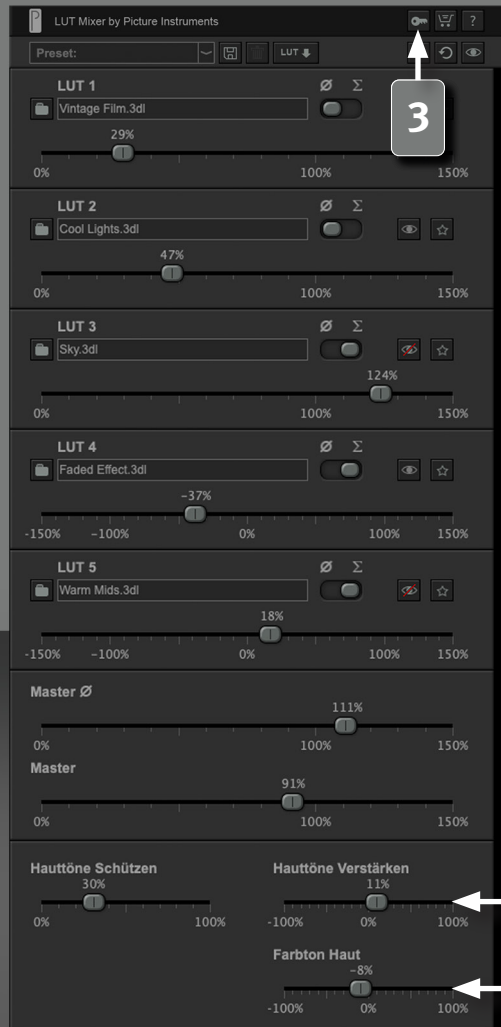 LUT Mixer by Picture Instruments ?
Preset: LUT
3
LUT 1 Ø Σ
Vintage Film.3dl
29%
0% 100% 150%
LUT 2 Ø Σ
Cool Lights.3dl
47%
0% 100% 150%
LUT 3 Ø Σ
Sky.3dl
124%
0% 100% 150%
LUT 4 Ø Σ
Faded Effect.3dl
-37%
-150% -100% 0% 100% 150%
LUT 5 Ø Σ
Warm Mids.3dl
18%
-150% -100% 0% 100% 150%
Master Ø
111%
0% 100% 150%
Master
91%
0% 100% 150%
Hauttöne Schützen Hauttöne Verstärken
30% 11%
0% 100% -100% 0% 100%
Farbton Haut
-8%
-100% 0% 100%